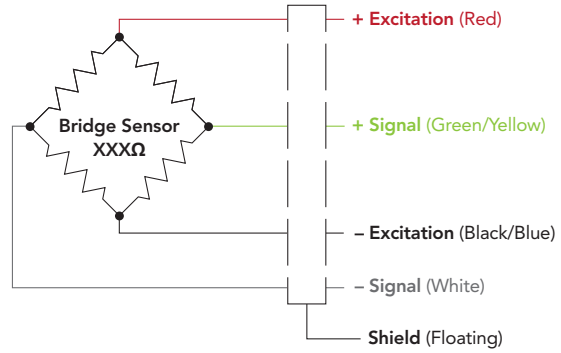 + Excitation (Red)
Bridge Sensor
XXXΩ
+ Signal (Green/Yellow)
– Excitation (Black/Blue)
– Signal (White)
Shield (Floating)